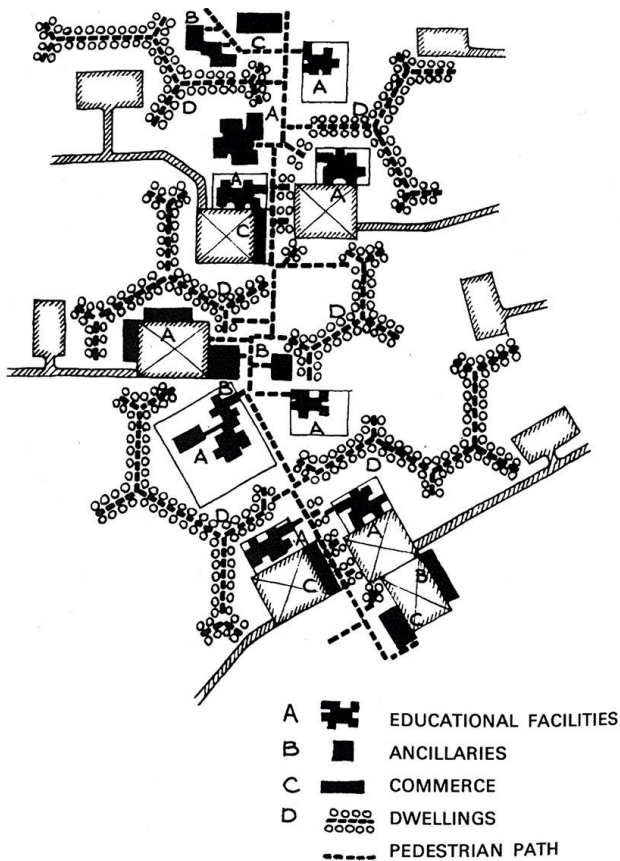 B
C
A
D
A
D
A
A
C
D
D
A
B
B
A
A
D
D
A
A
B
C
C
A EDUCATIONAL FACILITIES
B ANCILLARIES
C COMMERCE
D DWELLINGS
PEDESTRIAN PATH